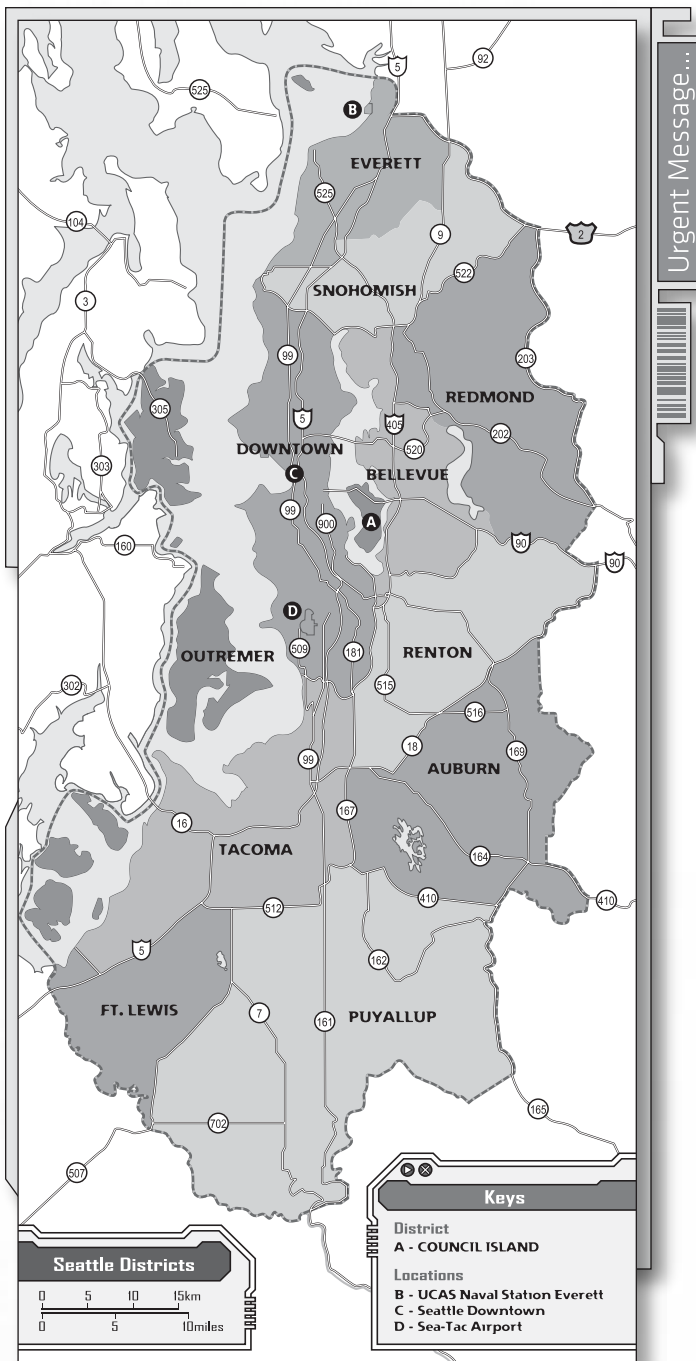 Urgent Message...
5
92
525
B
EVERETT
525
104
9
2
522
3
SNOHOMISH
99
203
305
REDMOND
5
405
202
520
DOWNTOWN
303
C
BELLEVUE
99
900
A
160
90
90
D
509
181
RENTON
OUTREMER
302
515
516
18
169
99
AUBURN
167
16
TACOMA
164
410
410
512
5
162
FT. LEWIS
7
161
PUYALLUP
165
702
507
Keys
District
A - COUNCIL ISLAND
Locations
B - UCAS Naval Station Everett
C - Seattle Downtown
D - Sea-Tac Airport
Seattle Districts
0 5 10 15km
0 5 10miles